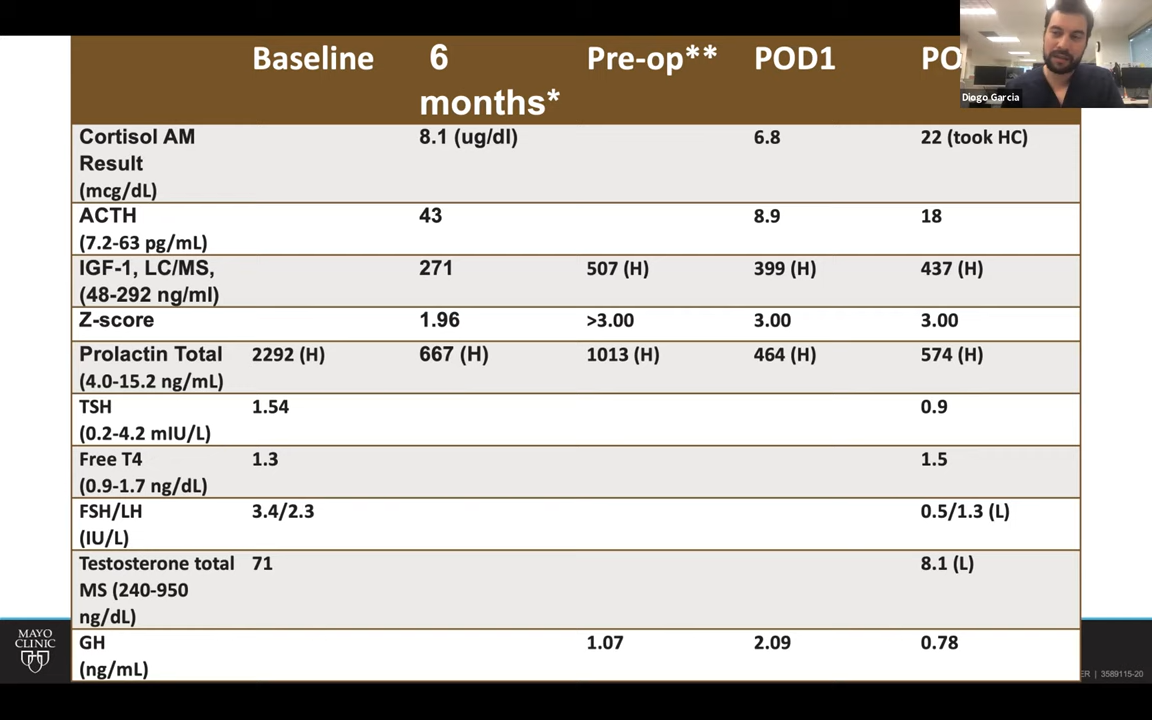 Baseline 6 months* Pre-op** POD1 PO
Diogo Garcia
Cortisol AM Result (mcg/dL) 8.1 (ug/dl) 6.8 22 (took HC)
ACTH (7.2-63 pg/mL) 43 8.9 18
IGF-1, LC/MS, (48-292 ng/ml) 271 507 (H) 399 (H) 437 (H)
Z-score 1.96 >3.00 3.00 3.00
Prolactin Total (4.0-15.2 ng/mL) 2292 (H) 667 (H) 1013 (H) 464 (H) 574 (H)
TSH (0.2-4.2 mIU/L) 1.54 0.9
Free T4 (0.9-1.7 ng/dL) 1.3 1.5
FSH/LH (IU/L) 3.4/2.3 0.5/1.3 (L)
Testosterone total MS (240-950 ng/dL) 71 8.1 (L)
GH (ng/mL) 1.07 2.09 0.78
MAYO
CLINIC
ER | 3589115-20